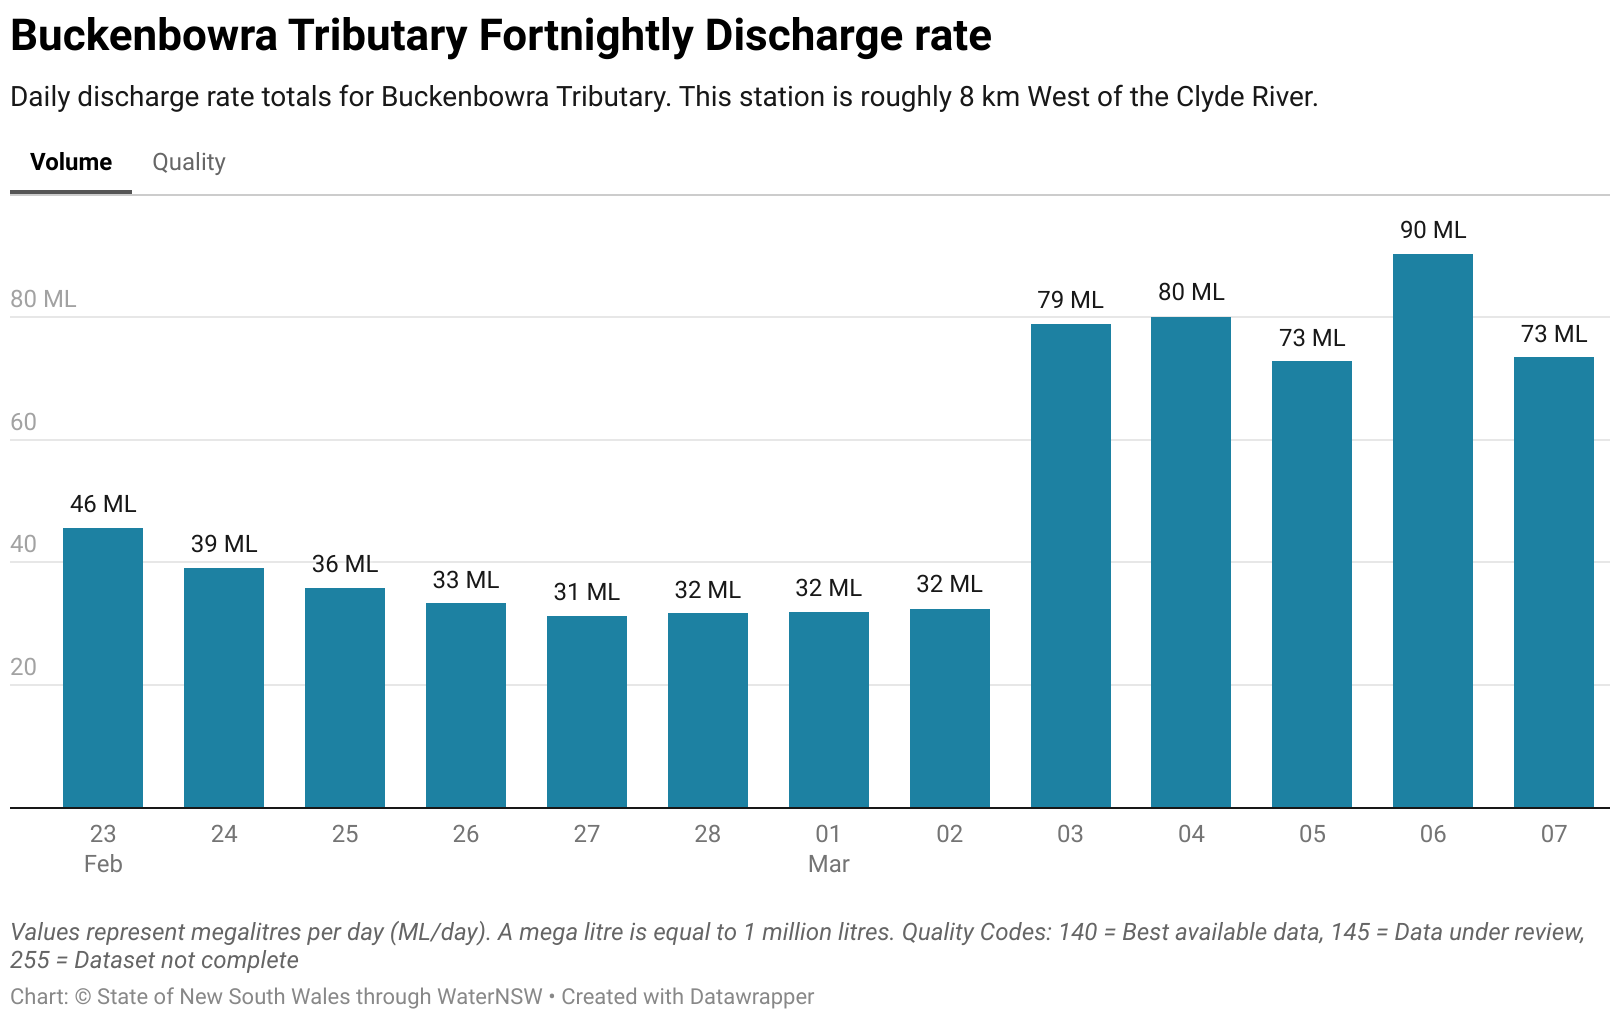 Buckenbowra Tributary Fortnightly Discharge rate
Daily discharge rate totals for Buckenbowra Tributary. This station is roughly 8 km West of the Clyde River.
Volume Quality
90 ML
80 ML
79 ML
80 ML
73 ML
73 ML
60
46 ML
40
39 ML
36 ML
33 ML
31 ML
32 ML
32 ML
32 ML
20
23 24 25 26 27 28 01 02 03 04 05 06 07
Feb Mar
Values represent megalitres per day (ML/day). A mega litre is equal to 1 million litres. Quality Codes: 140 = Best available data, 145 = Data under review,
255 = Dataset not complete
Chart: © State of New South Wales through WaterNSW • Created with Datawrapper